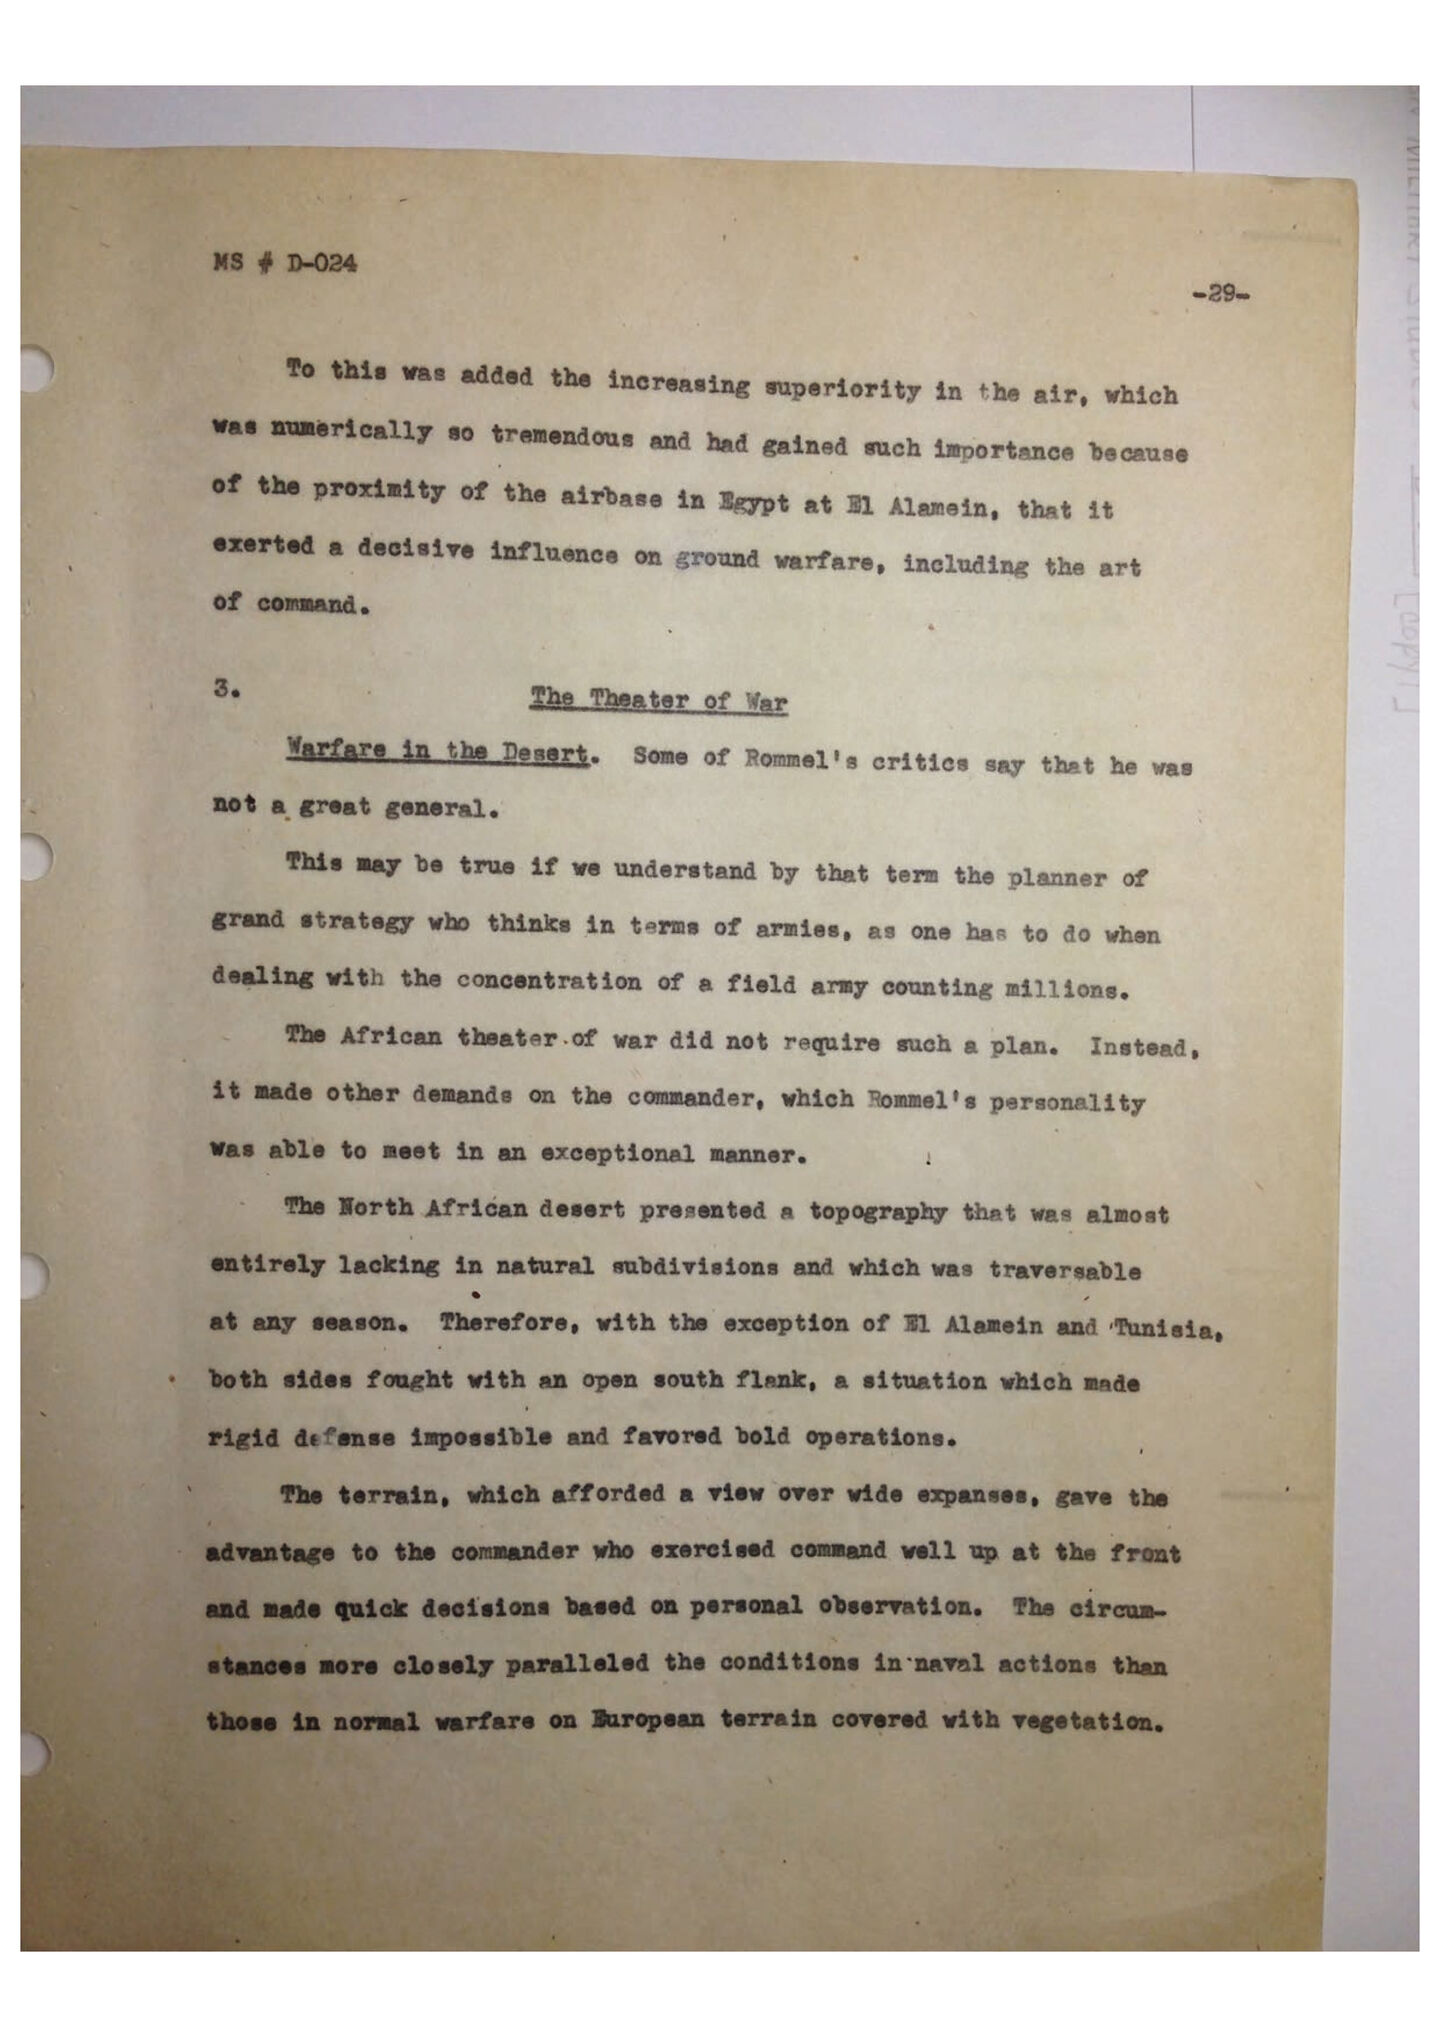 MS # D-024
-29-
To this was added the increasing superiority in the air, which
was numerically so tremendous and had gained such importance because
of the proximity of the airbase in Egypt at El Alamein, that it
exerted a decisive influence on ground warfare, including the art
of command.
3. The Theater of War
Warfare in the Desert. Some of Rommel's critics say that he was
not a great general.
This may be true if we understand by that term the planner of
grand strategy who thinks in terms of armies, as one has to do when
dealing with the concentration of a field army counting millions.
The African theater of war did not require such a plan. Instead,
it made other demands on the commander, which Rommel's personality
was able to meet in an exceptional manner.
The North African desert presented a topography that was almost
entirely lacking in natural subdivisions and which was traversable
at any season. Therefore, with the exception of El Alamein and Tunisia,
both sides fought with an open south flank, a situation which made
rigid defense impossible and favored bold operations.
The terrain, which afforded a view over wide expanses, gave the
advantage to the commander who exercised command well up at the front
and made quick decisions based on personal observation. The circum-
stances more closely paralleled the conditions in naval actions than
those in normal warfare on European terrain covered with vegetation.